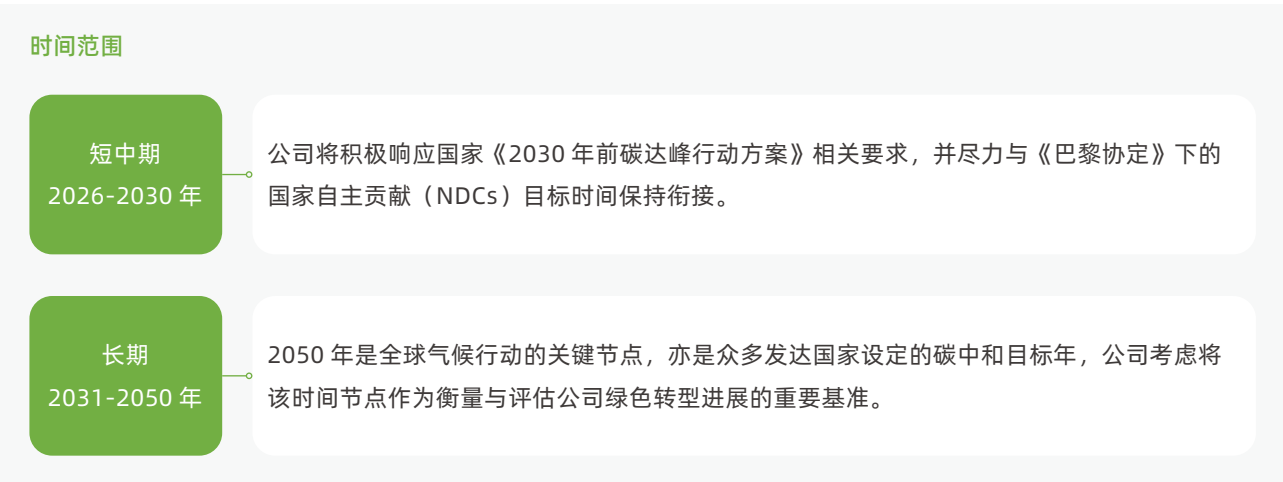 时间范围
短中期
2026-2030 年
公司将积极响应国家《2030 年前碳达峰行动方案》相关要求，并尽力与《巴黎协定》下的
国家自主贡献（NDCs）目标时间保持衔接。
长期
2031-2050 年
2050 年是全球气候行动的关键节点，亦是众多发达国家设定的碳中和目标年，公司考虑将
该时间节点作为衡量与评估公司绿色转型进展的重要基准。